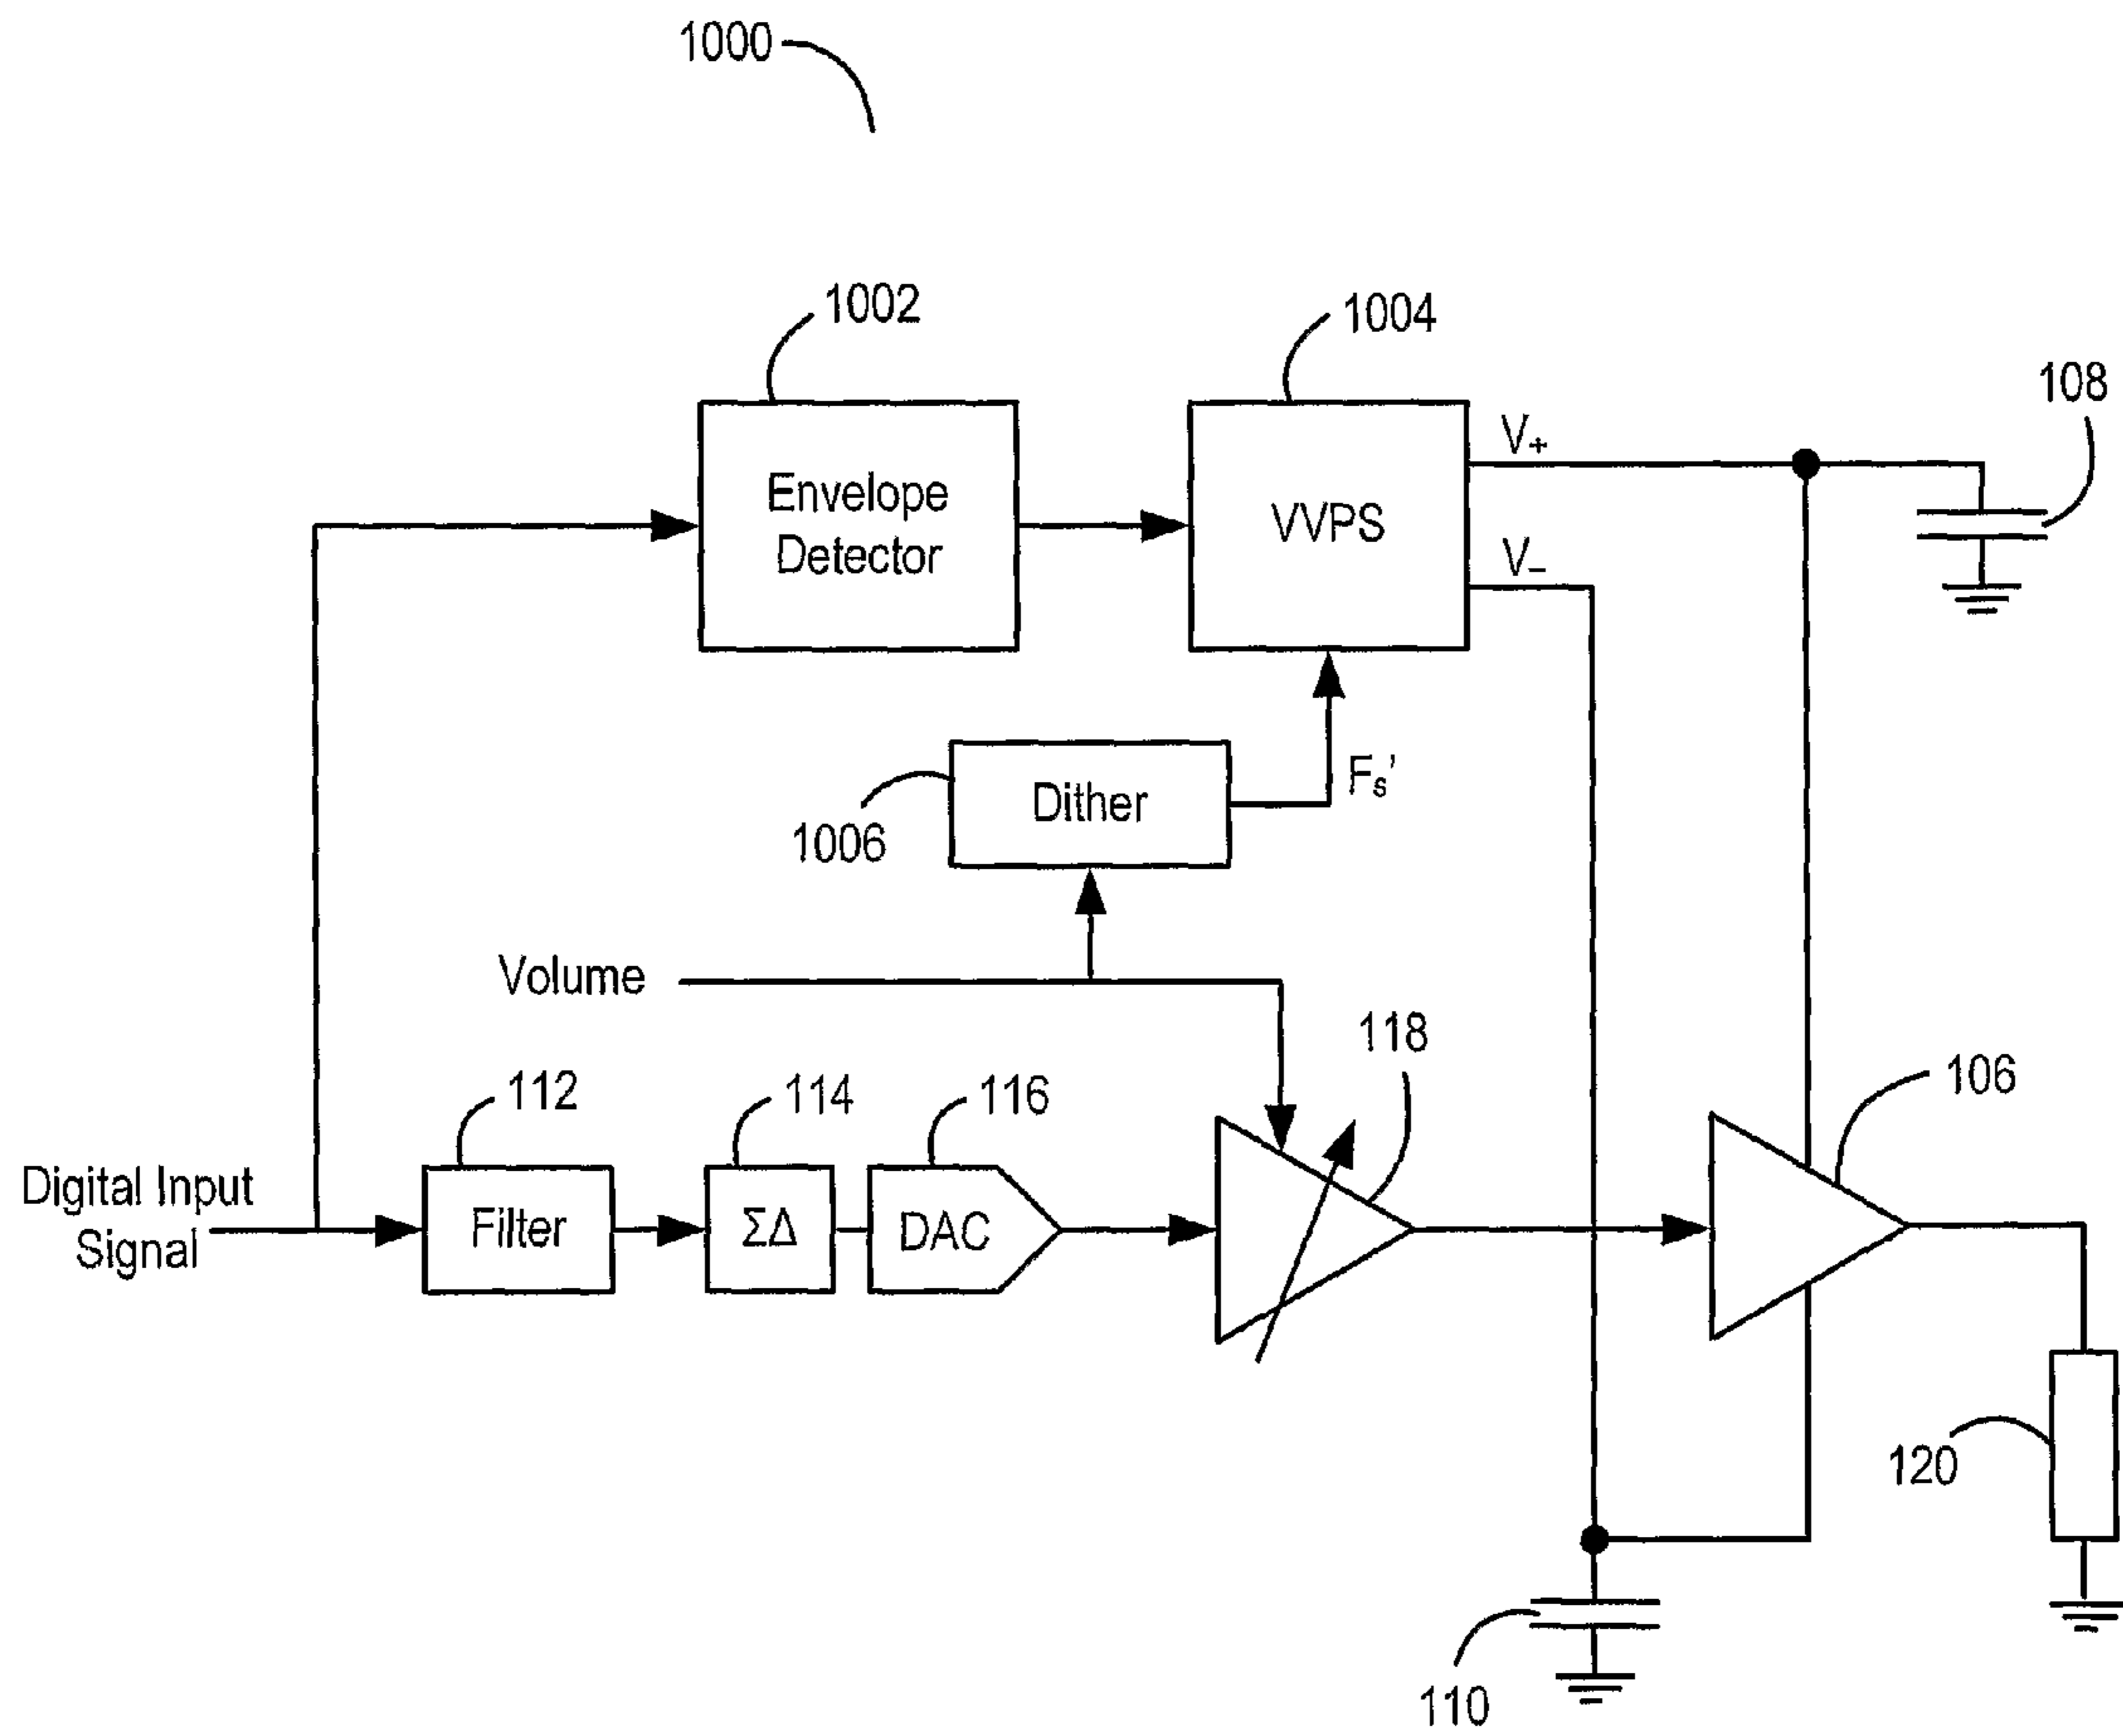 1000
1002
1004
108
Envelope
Detector
VVPS
V+
V–
Dither
Fs'
1006
Volume
118
106
112
114
116
Digital Input
Signal
Filter
ΣΔ
DAC
120
110